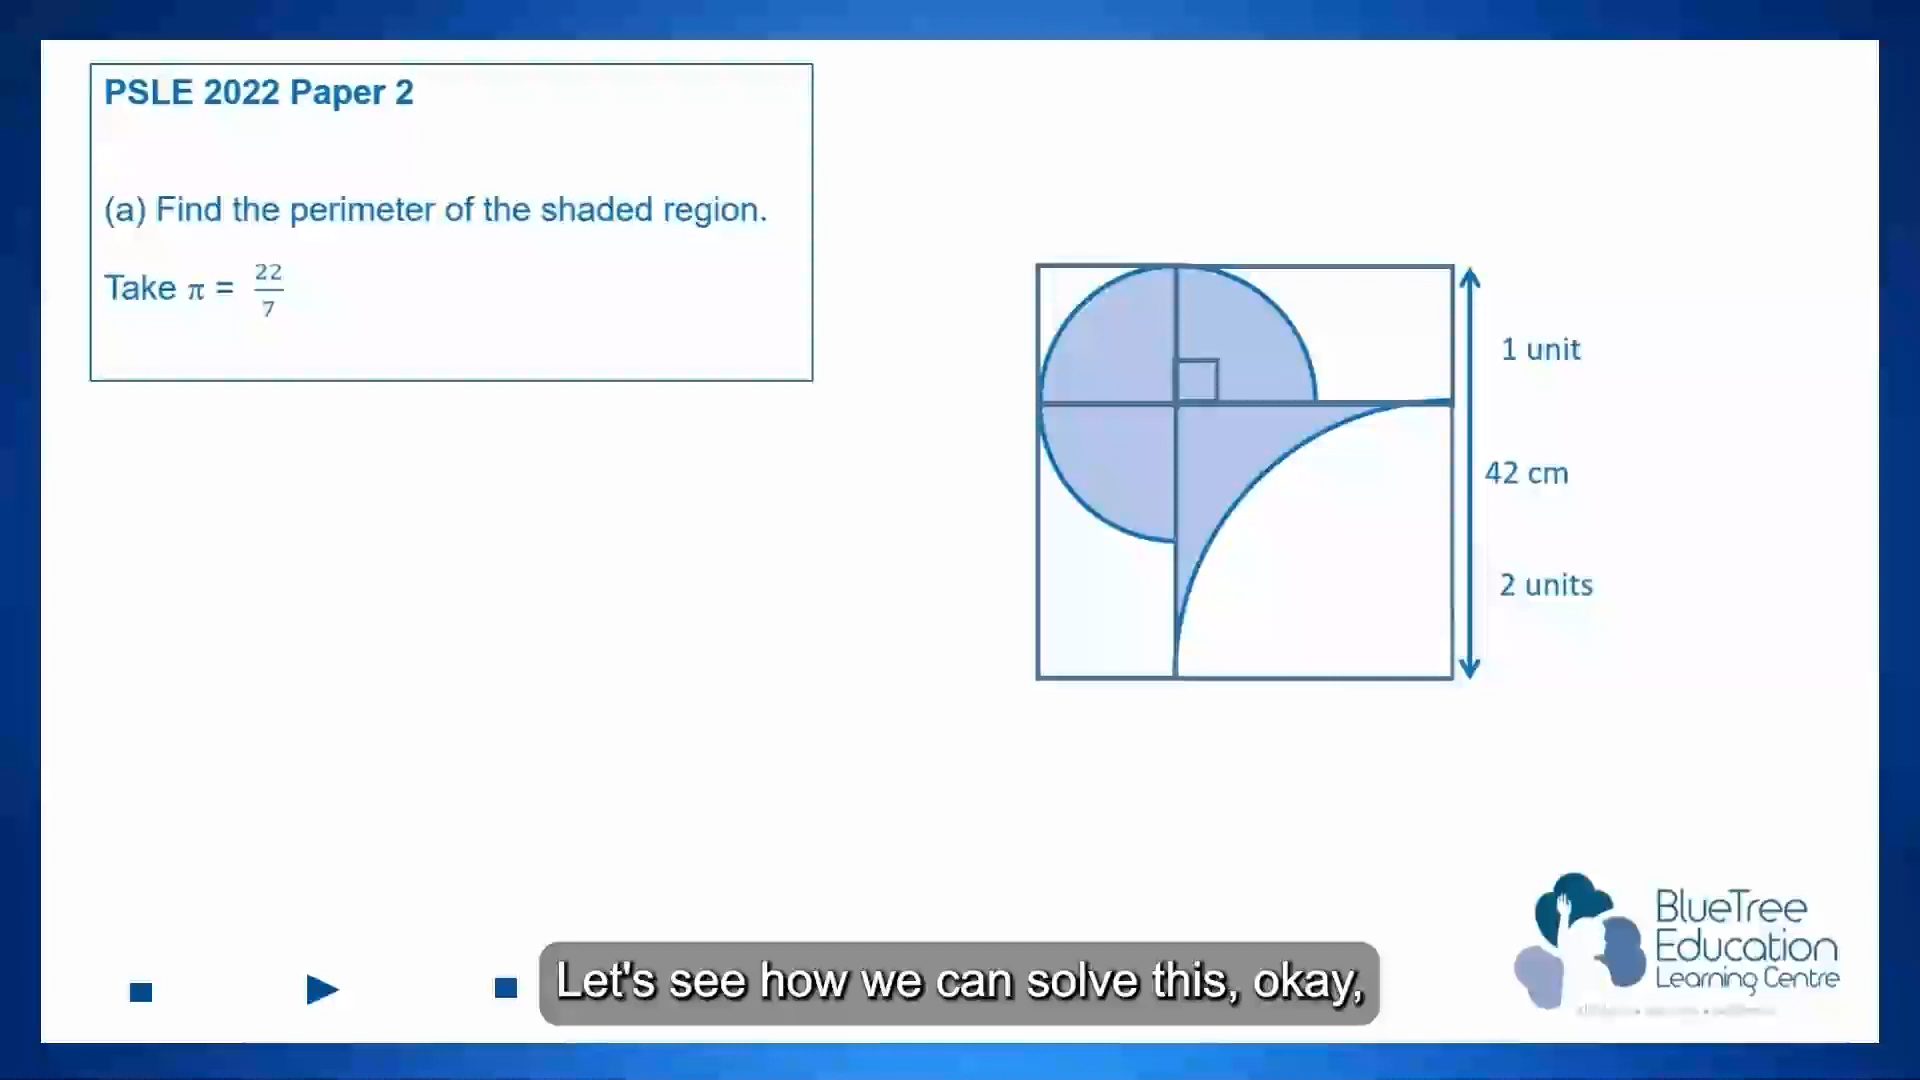 PSLE 2022 Paper 2
(a) Find the perimeter of the shaded region.
Take π = 22/7
1 unit
42 cm
2 units
BlueTree
Education
Learning Centre
Let's see how we can solve this, okay,